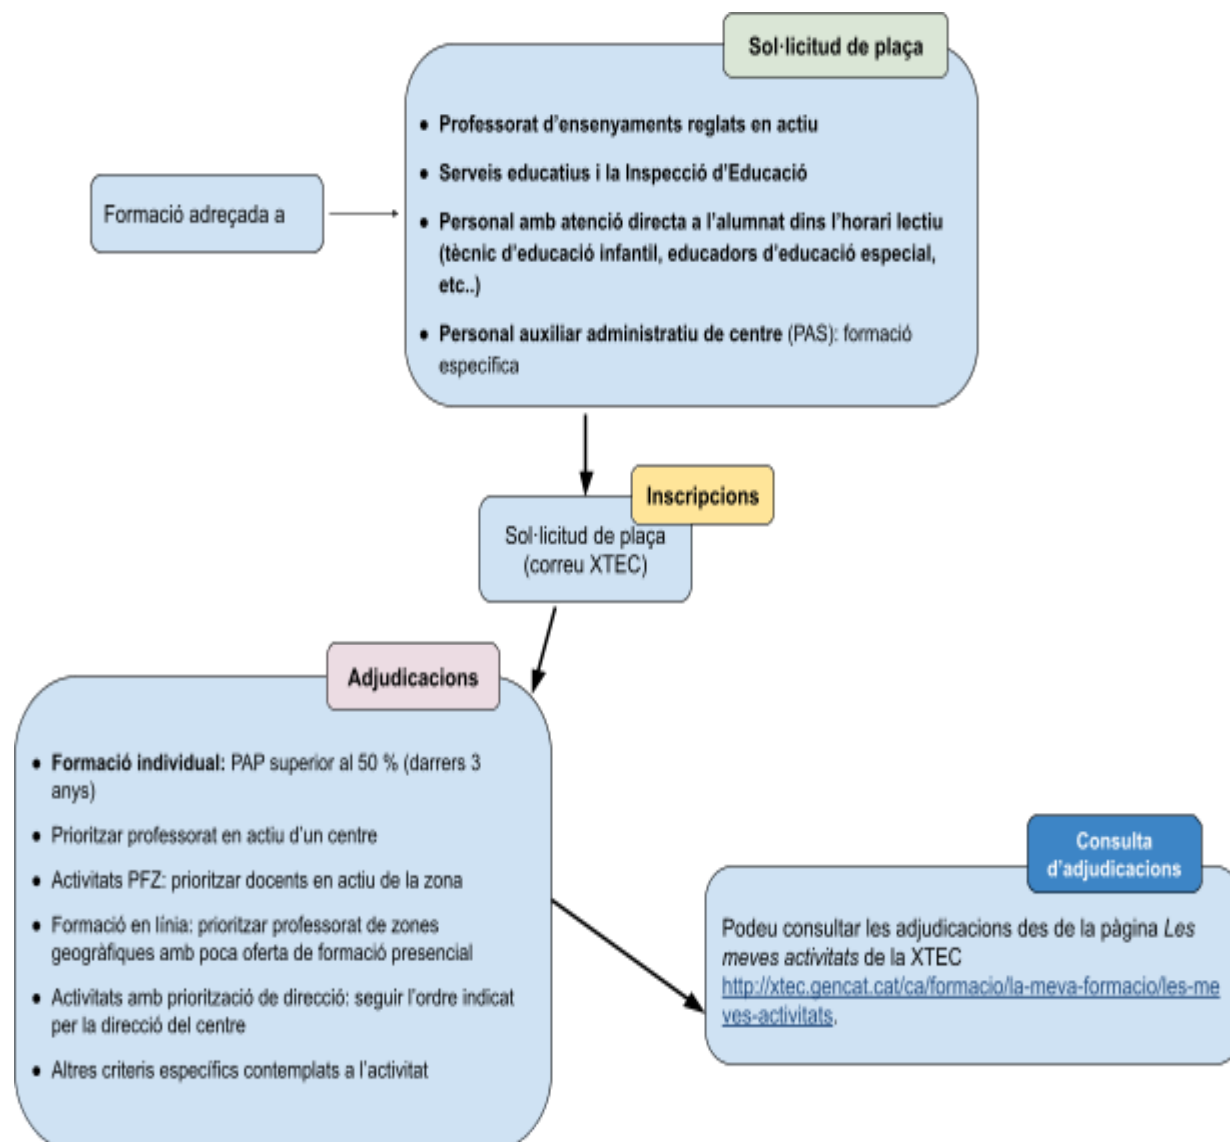 Sol·licitud de plaça
Formació adreçada a
● Professorat d'ensenyaments reglats en actiu
● Serveis educatius i la Inspecció d'Educació
● Personal amb atenció directa a l'alumnat dins l'horari lectiu
(tècnic d'educació infantil, educadors d'educació especial,
etc..)
● Personal auxiliar administratiu de centre (PAS): formació
específica
Inscripcions
Sol·licitud de plaça
(correu XTEC)
Adjudicacions
● Formació individual: PAP superior al 50 % (darrers 3
anys)
● Prioritzar professorat en actiu d'un centre
● Activitats PFZ: prioritzar docents en actiu de la zona
● Formació en línia: prioritzar professorat de zones
geogràfiques amb poca oferta de formació presencial
● Activitats amb priorització de direcció: seguir l'ordre indicat
per la direcció del centre
● Altres criteris específics contemplats a l'activitat
Consulta
d'adjudicacions
Podeu consultar les adjudicacions des de la pàgina Les
meves activitats de la XTEC
http://xtec.gencat.cat/ca/formacio/la-meva-formacio/les-me
ves-activitats.